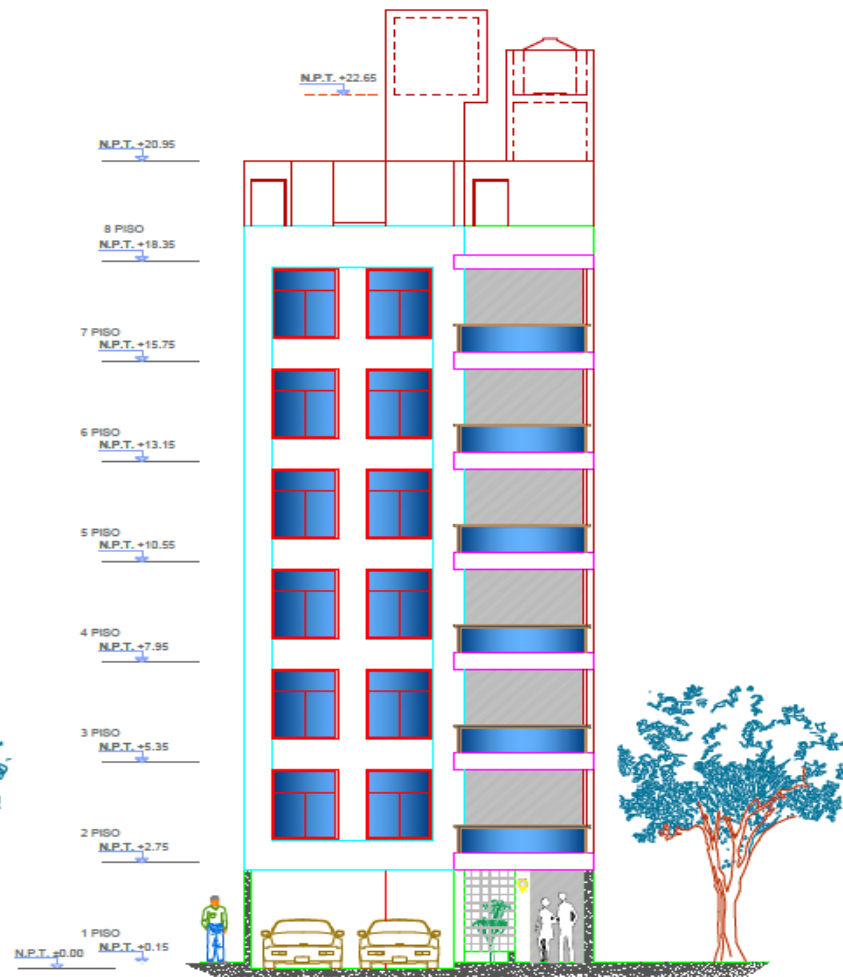 N.P.T. +22.65
N.P.T. +20.95
8 PISO
N.P.T. +18.35
7 PISO
N.P.T. +15.75
6 PISO
N.P.T. +13.15
5 PISO
N.P.T. +10.55
4 PISO
N.P.T. +7.95
3 PISO
N.P.T. +5.35
2 PISO
N.P.T. +2.75
1 PISO
N.P.T. +0.15
N.P.T. ±0.00